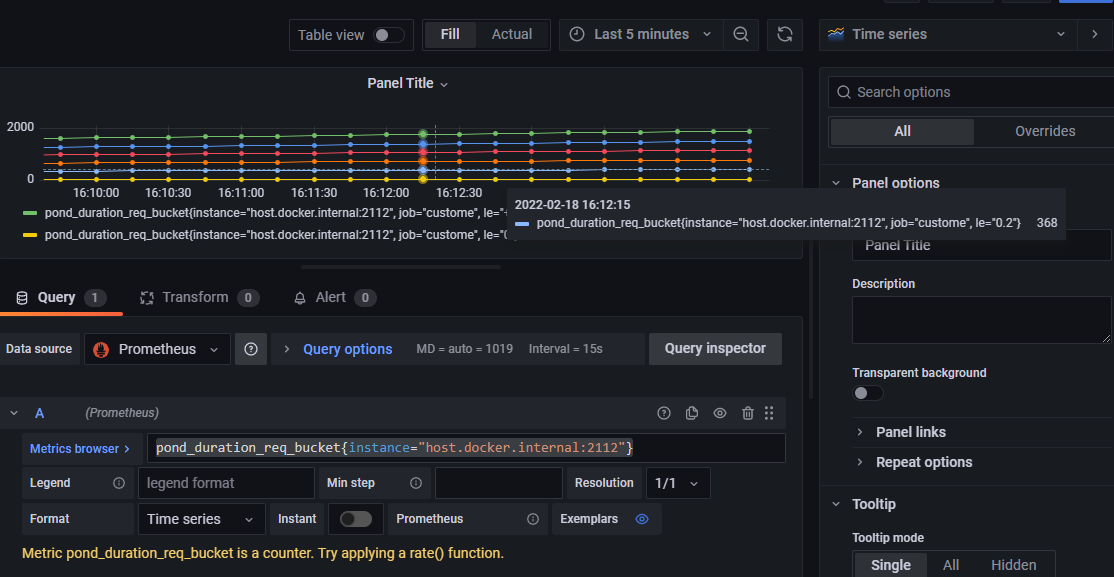 Table view
Fill
Actual
Last 5 minutes
Time series
Panel Title
Search options
2000
0
16:10:00 16:10:30 16:11:00 16:11:30 16:12:00 16:12:30
All
Overrides
Panel options
pond_duration_req_bucket{instance="host.docker.internal:2112", job="custome", le="
pond_duration_req_bucket{instance="host.docker.internal:2112", job="custome", le="
2022-02-18 16:12:15
pond_duration_req_bucket{instance="host.docker.internal:2112", job="custome", le="0.2"} 368
Panel Title
Description
Query 1
Transform 0
Alert 0
Data source
Prometheus
Query options
MD = auto = 1019
Interval = 15s
Query inspector
Transparent background
A
(Prometheus)
Metrics browser
pond_duration_req_bucket{instance="host.docker.internal:2112"}
Panel links
Repeat options
Legend
legend format
Min step
Resolution
1/1
Format
Time series
Instant
Prometheus
Exemplars
Tooltip
Tooltip mode
Metric pond_duration_req_bucket is a counter. Try applying a rate() function.
Single
All
Hidden